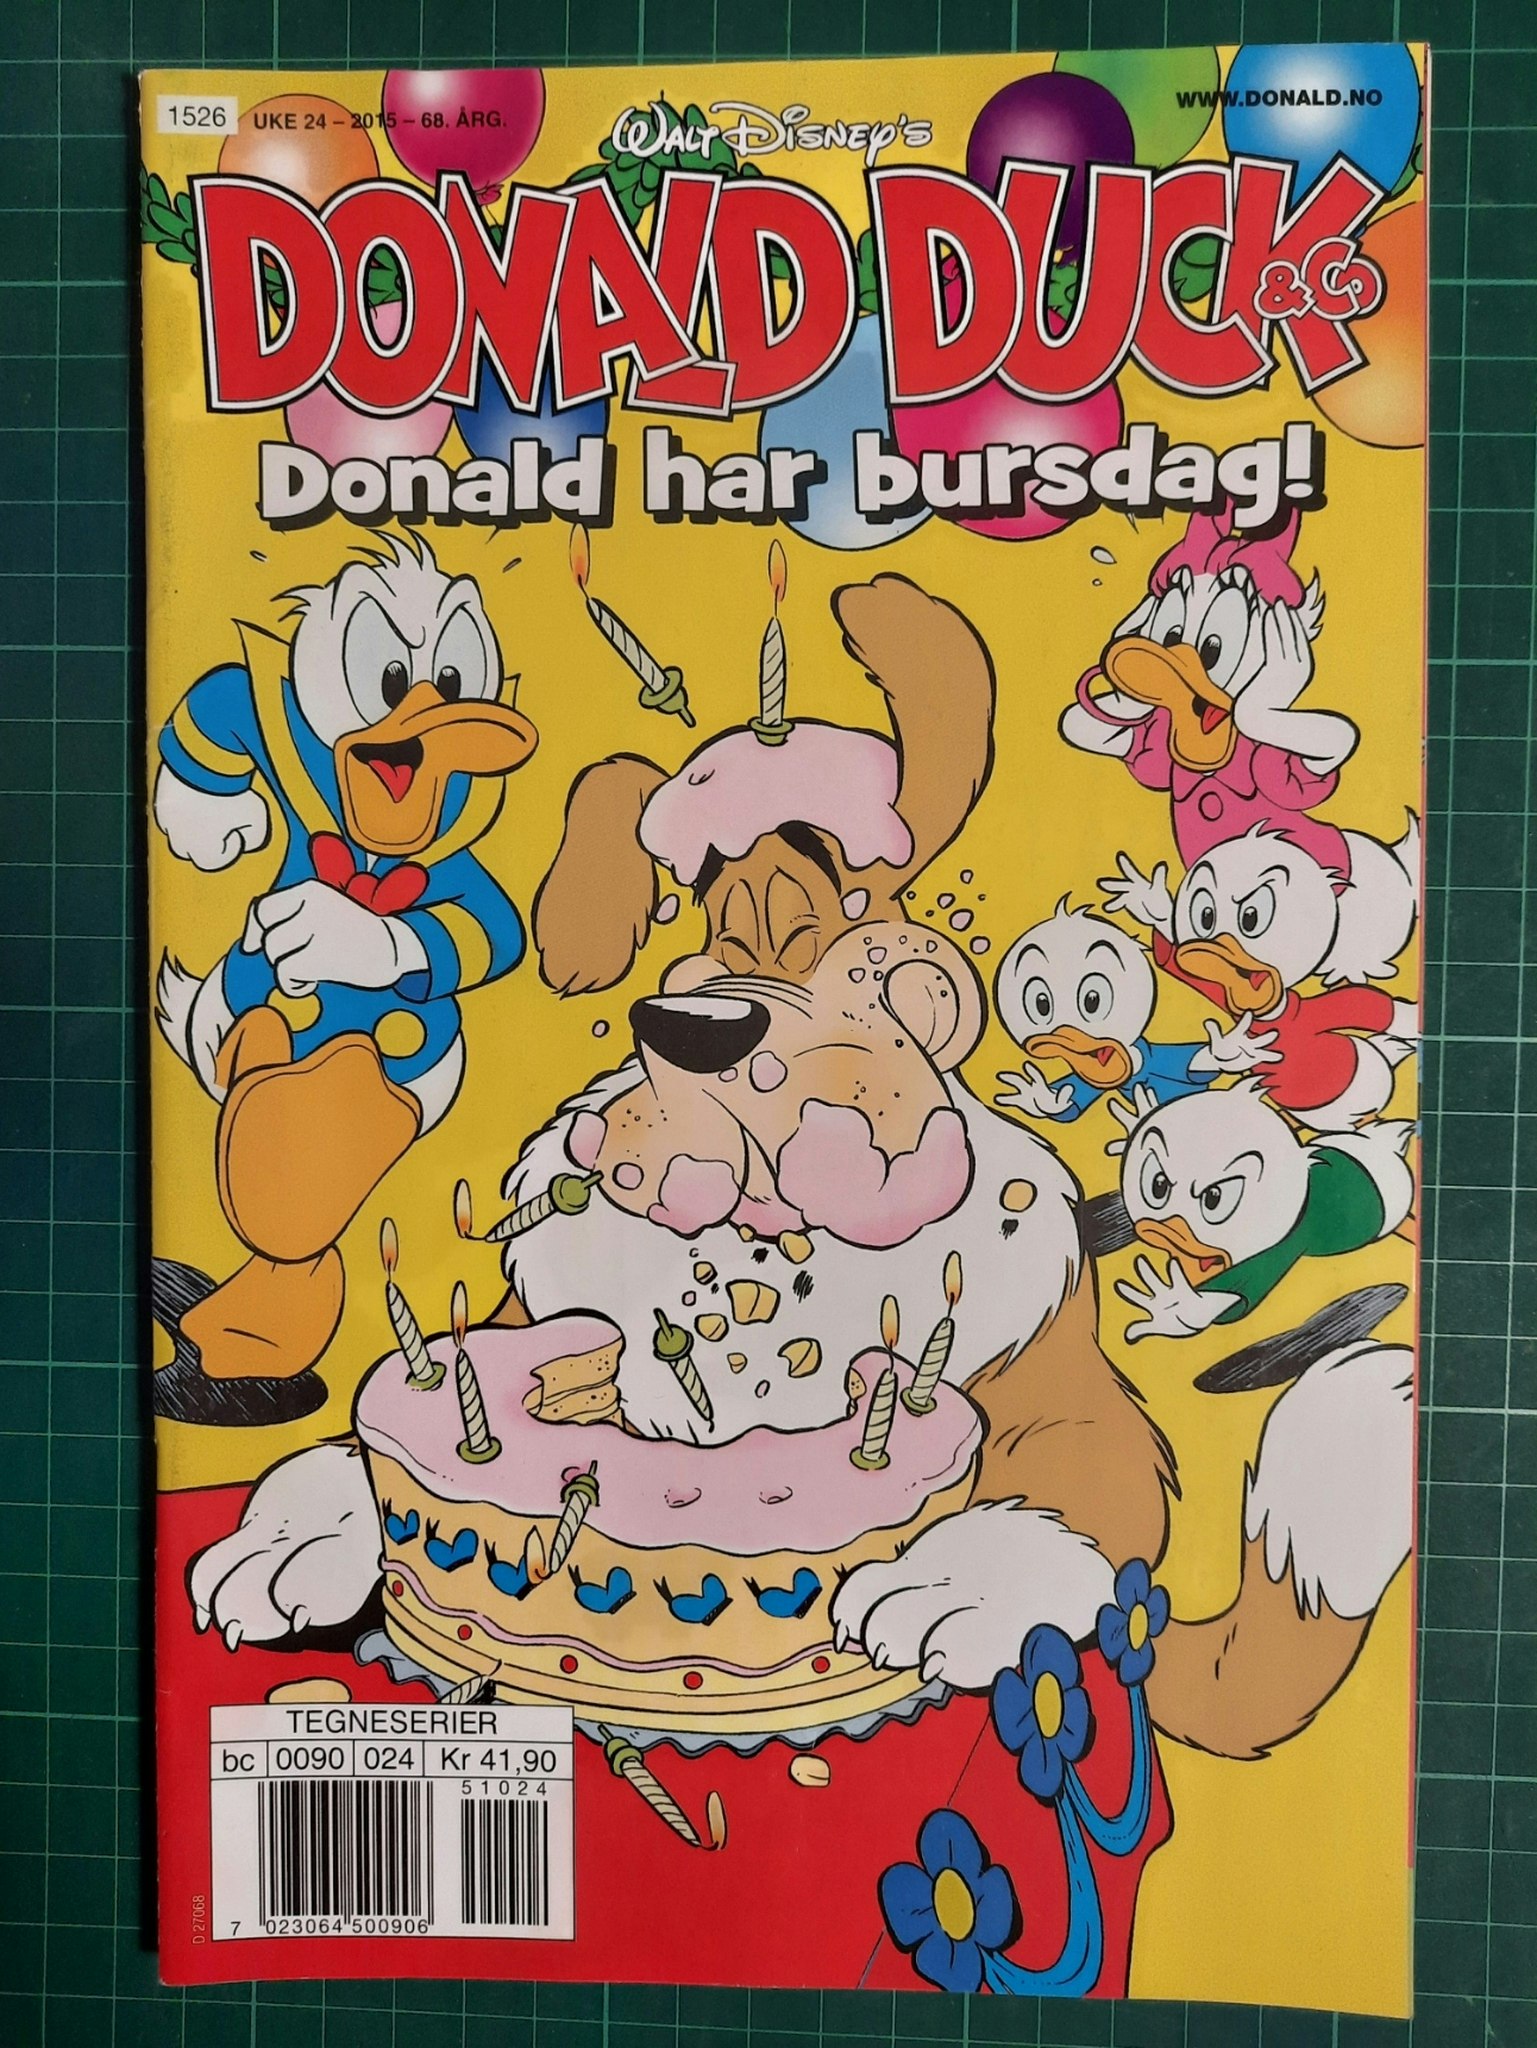 1526
UKE 24 – 2015 – 68. ÅRG.
WWW.DONALD.NO
WALT DISNEY'S
DONALD DUCK
&Co
Donald har bursdag!
TEGNESERIER
bc 0090 024 Kr 41,90
51024
7 023064 500906
D 27068